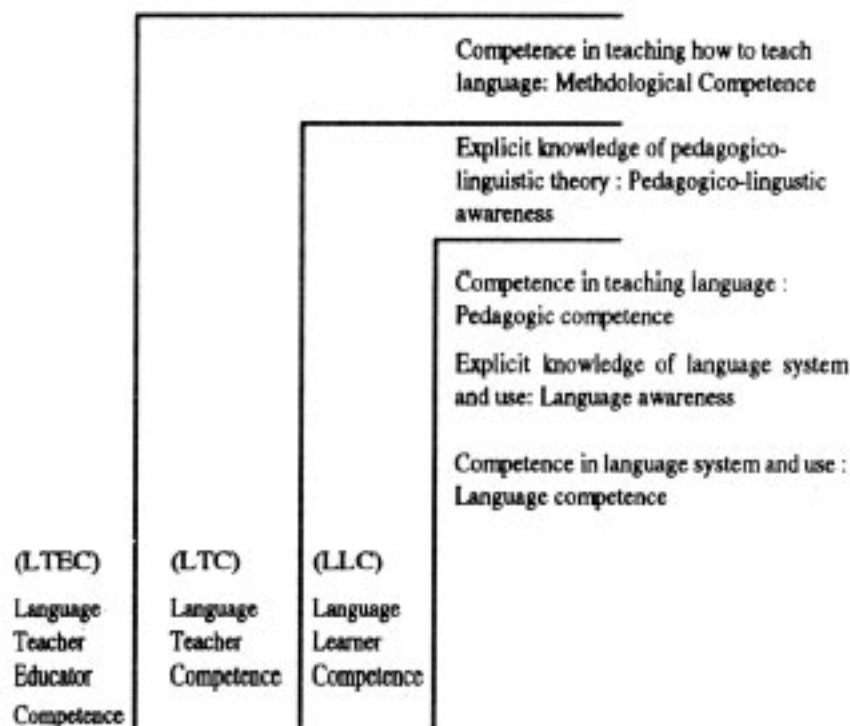 Competence in teaching how to teach
language: Methdological Competence
Explicit knowledge of pedagogico-
linguistic theory : Pedagogico-lingustic
awareness
Competence in teaching language :
Pedagogic competence
Explicit knowledge of language system
and use: Language awareness
Competence in language system and use :
Language competence
(LTEC)
Language
Teacher
Educator
Competence
(LTC)
Language
Teacher
Competence
(LLC)
Language
Learner
Competence